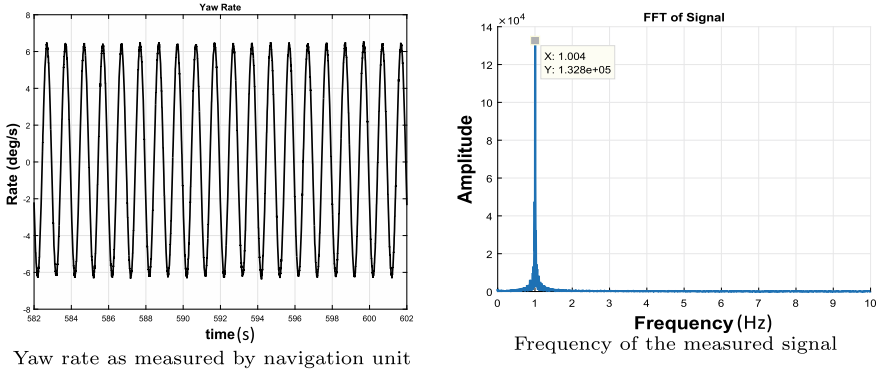 Yaw Rate
8
6
4
2
0
-2
-4
-6
-8
Rate (deg/s)
582 584 586 588 590 592 594 596 598 600 602
time(s)
Yaw rate as measured by navigation unit
FFT of Signal
×10⁴
14
12
10
8
6
4
2
0
Amplitude
X: 1.004
Y: 1.328e+05
0 1 2 3 4 5 6 7 8 9 10
Frequency (Hz)
Frequency of the measured signal